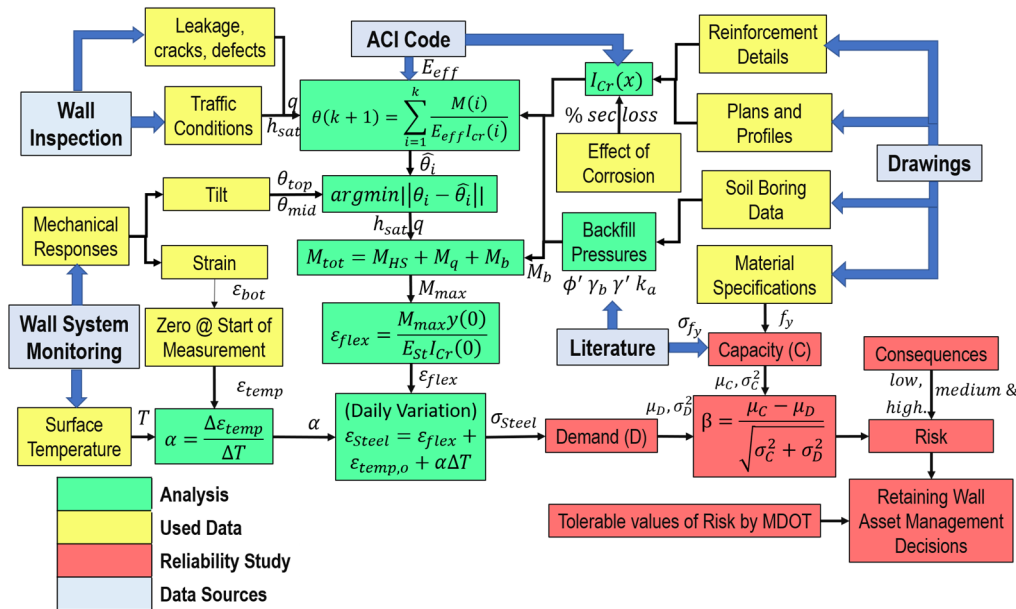 Leakage,
cracks, defects
ACI Code
Reinforcement
Details
E_eff
I_Cr(x)
Wall
Inspection
Traffic
Conditions
q
h_sat
θ(k + 1) = ∑_{i=1}^{k} M(i) / E_eff I_cr(i)
% sec loss
Plans and
Profiles
Effect of
Corrosion
Drawings
θ̂_i
Tilt
θ_top
θ_mid
argmin||θ_i − θ̂_i||
Soil Boring
Data
Mechanical
Responses
h_sat, q
Backfill
Pressures
Strain
M_tot = M_HS + M_q + M_b
M_b
ϕ′ γ_b γ′ k_a
Material
Specifications
ε_bot
M_max
Wall System
Monitoring
Zero @ Start of
Measurement
ε_flex = M_max y(0) / E_St I_Cr(0)
Literature
σ_fy
f_y
Capacity (C)
Consequences
ε_temp
ε_flex
μ_C, σ_C^2
low,
medium &
high.
Surface
Temperature
T
α = Δε_temp / ΔT
α
(Daily Variation)
ε_Steel = ε_flex +
ε_temp,o + αΔT
σ_Steel
Demand (D)
μ_D, σ_D^2
β = μ_C − μ_D / √(σ_C^2 + σ_D^2)
Risk
Analysis
Used Data
Reliability Study
Data Sources
Tolerable values of Risk by MDOT
Retaining Wall
Asset Management
Decisions